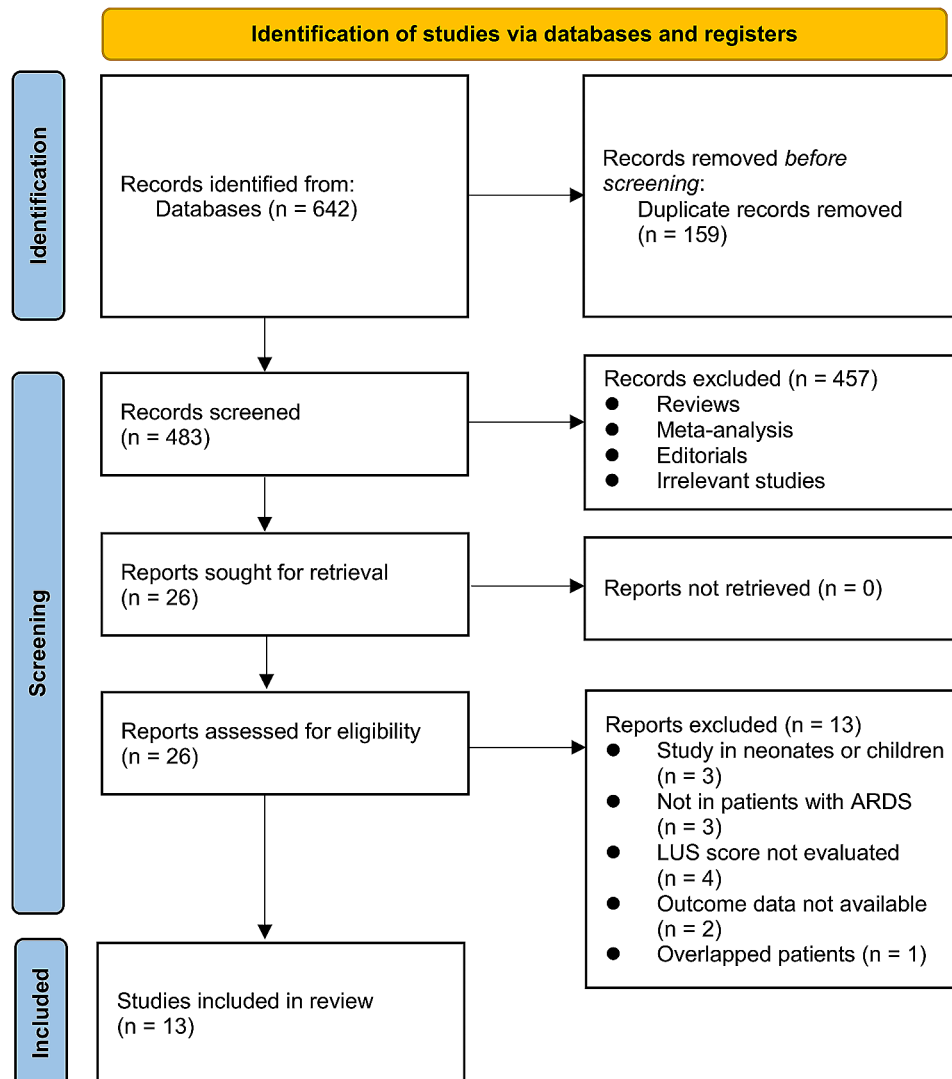 Identification of studies via databases and registers
Identification
Records identified from:
Databases (n = 642)
Records removed before
screening:
Duplicate records removed
(n = 159)
Screening
Records screened
(n = 483)
Records excluded (n = 457)
● Reviews
● Meta-analysis
● Editorials
● Irrelevant studies
Reports sought for retrieval
(n = 26)
Reports not retrieved (n = 0)
Reports assessed for eligibility
(n = 26)
Reports excluded (n = 13)
● Study in neonates or children
(n = 3)
● Not in patients with ARDS
(n = 3)
● LUS score not evaluated
(n = 4)
● Outcome data not available
(n = 2)
● Overlapped patients (n = 1)
Included
Studies included in review
(n = 13)